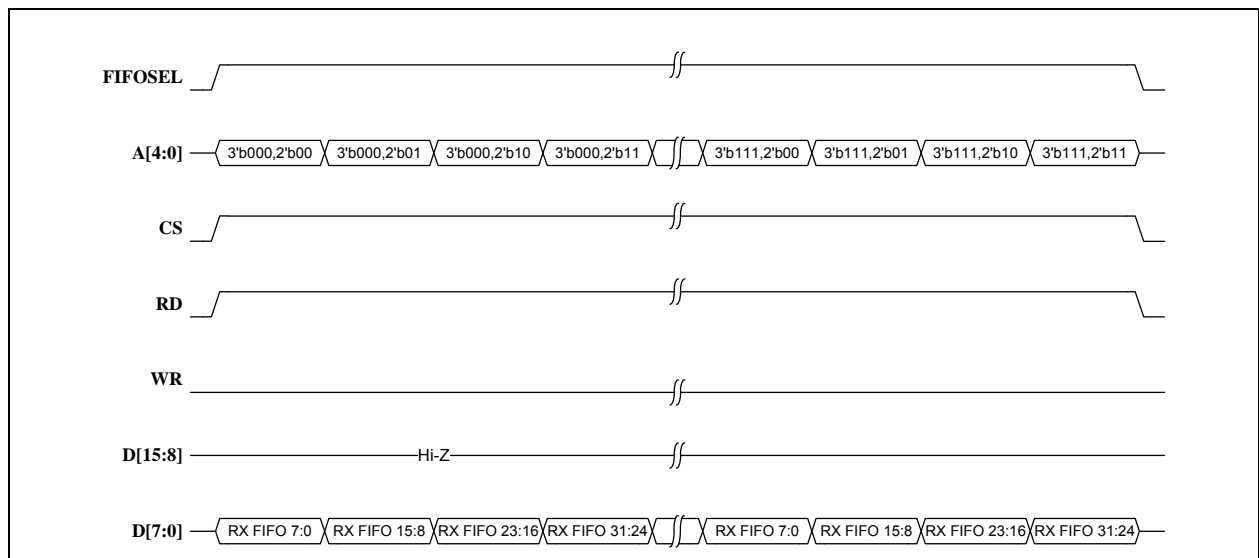 FIFOSEL
A[4:0] 3'b000,2'b00 3'b000,2'b01 3'b000,2'b10 3'b000,2'b11 3'b111,2'b00 3'b111,2'b01 3'b111,2'b10 3'b111,2'b11
CS
RD
WR
D[15:8] Hi-Z
D[7:0] RX FIFO 7:0 RX FIFO 15:8 RX FIFO 23:16 RX FIFO 31:24 RX FIFO 7:0 RX FIFO 15:8 RX FIFO 23:16 RX FIFO 31:24